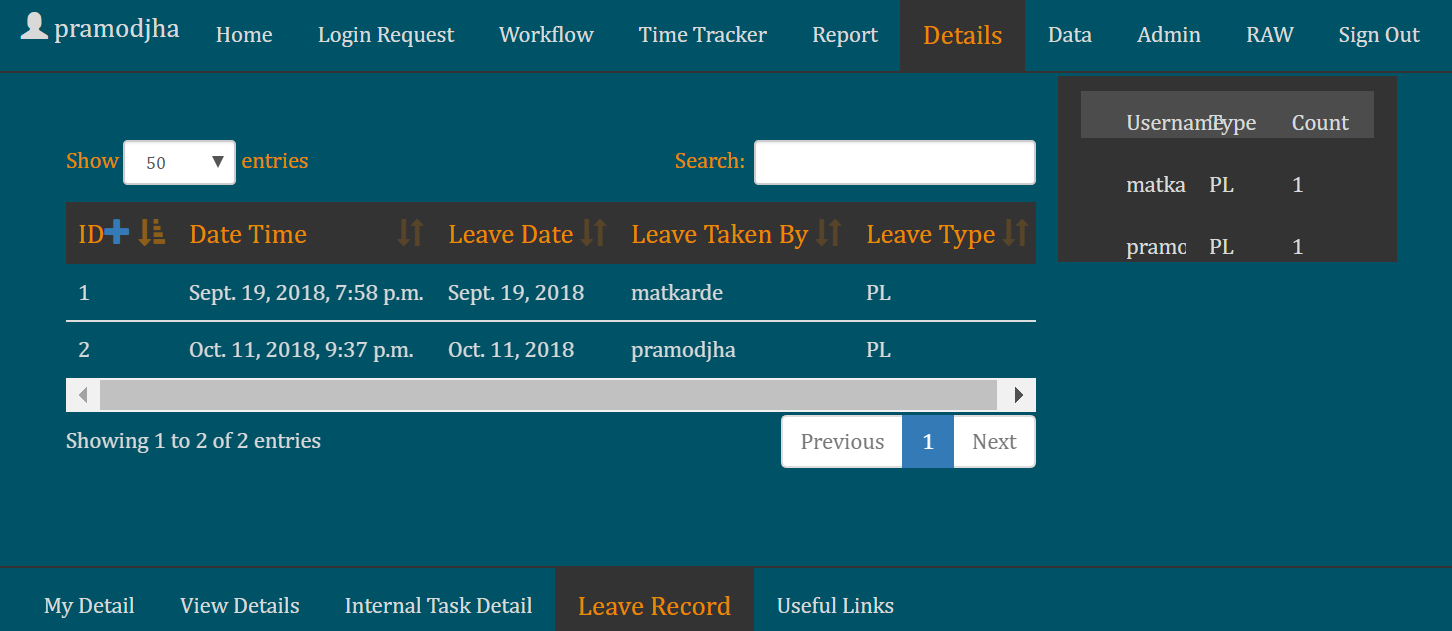 pramodjha Home Login Request Workflow Time Tracker Report Details Data Admin RAW Sign Out
Username Type Count
matka PL 1
pramo PL 1
Show 50 entries Search:
ID Date Time Leave Date Leave Taken By Leave Type
1 Sept. 19, 2018, 7:58 p.m. Sept. 19, 2018 matkarde PL
2 Oct. 11, 2018, 9:37 p.m. Oct. 11, 2018 pramodjha PL
Showing 1 to 2 of 2 entries Previous 1 Next
My Detail View Details Internal Task Detail Leave Record Useful Links